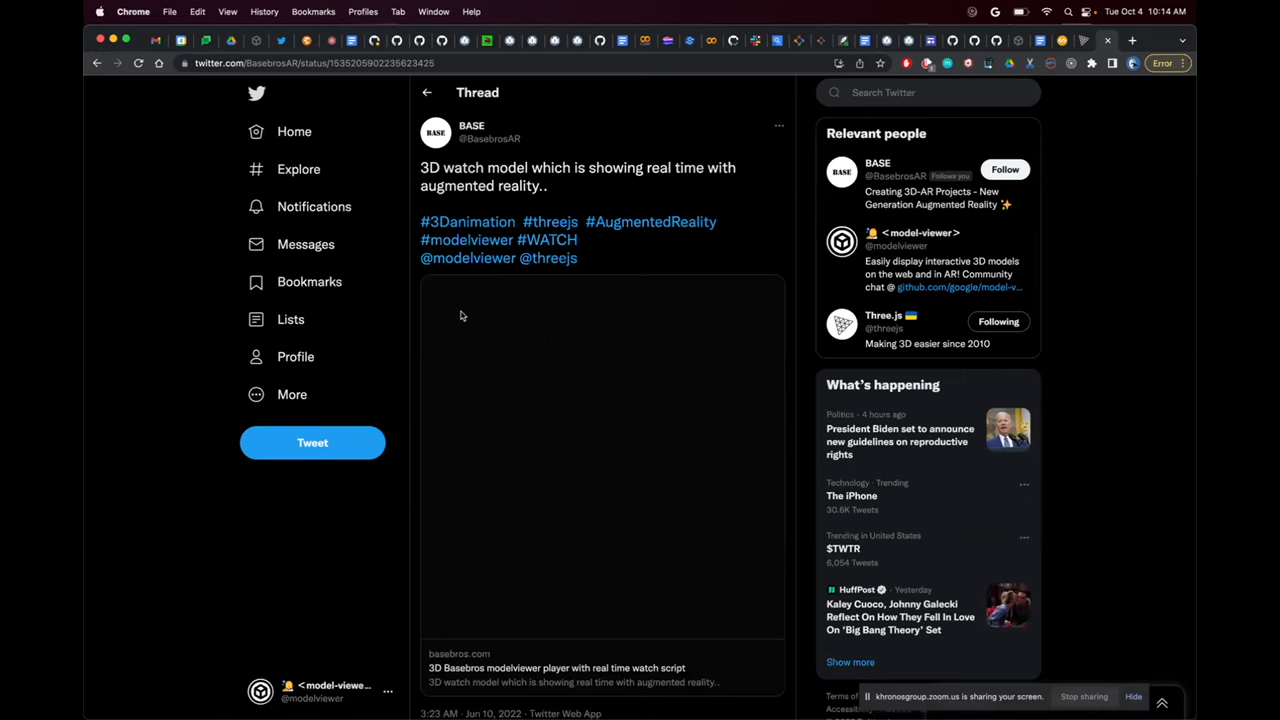 Chrome File Edit View History Bookmarks Profiles Tab Window Help Tue Oct 4 10:14 AM
twitter.com/BasebrosAR/status/1535205902235623425 Error
Home
Explore
Notifications
Messages
Bookmarks
Lists
Profile
More
Tweet
<model-viewe...
@modelviewer
Thread
BASE
BASE
@BasebrosAR
3D watch model which is showing real time with
augmented reality..
#3Danimation #threejs #AugmentedReality
#modelviewer #WATCH
@modelviewer @threejs
basebros.com
3D Basebros modelviewer player with real time watch script
3D watch model which is showing real time with augmented reality..
3:23 AM · Jun 10, 2022 · Twitter Web App
Search Twitter
Relevant people
BASE
BASE
@BasebrosAR Follows you
Follow
Creating 3D-AR Projects - New
Generation Augmented Reality
<model-viewer>
@modelviewer
Easily display interactive 3D models
on the web and in AR! Community
chat @ github.com/google/model-v...
Three.js
@threejs
Following
Making 3D easier since 2010
What's happening
Politics · 4 hours ago
President Biden set to announce
new guidelines on reproductive
rights
Technology · Trending
The iPhone
30.6K Tweets
Trending in United States
$TWTR
6,054 Tweets
HuffPost · Yesterday
Kaley Cuoco, Johnny Galecki
Reflect On How They Fell In Love
On 'Big Bang Theory' Set
Show more
Terms of
khronosgroup.zoom.us is sharing your screen. Stop sharing Hide